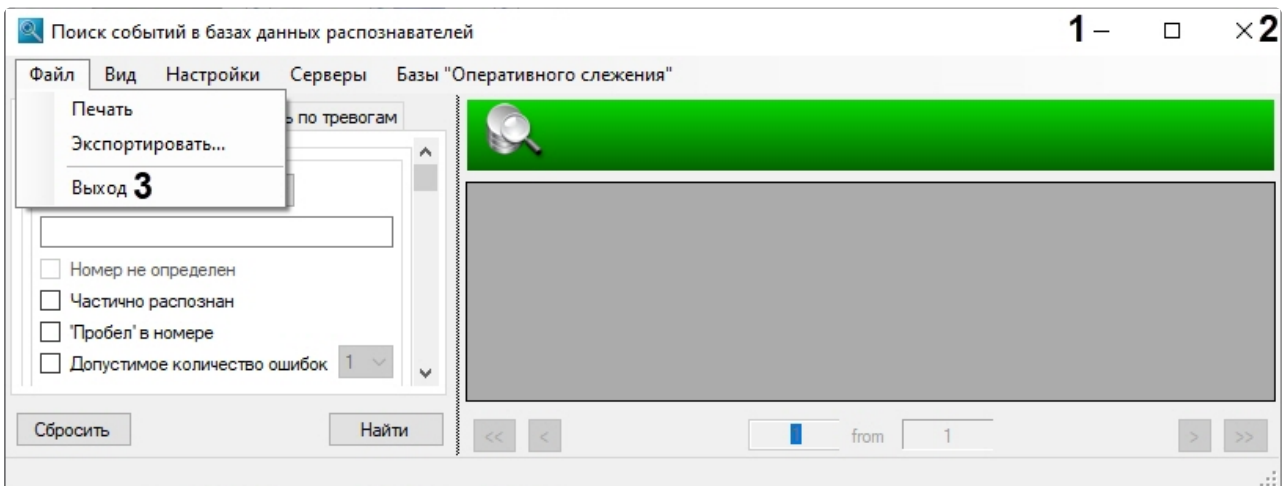 Поиск событий в базах данных распознавателей 1 2
Файл Вид Настройки Серверы Базы "Оперативного слежения"
Печать
по тревогам
Экспортировать...
Выход 3
Номер не определен
Частично распознан
'Пробел' в номере
Допустимое количество ошибок 1
Сбросить Найти << < 1 from 1 > >>